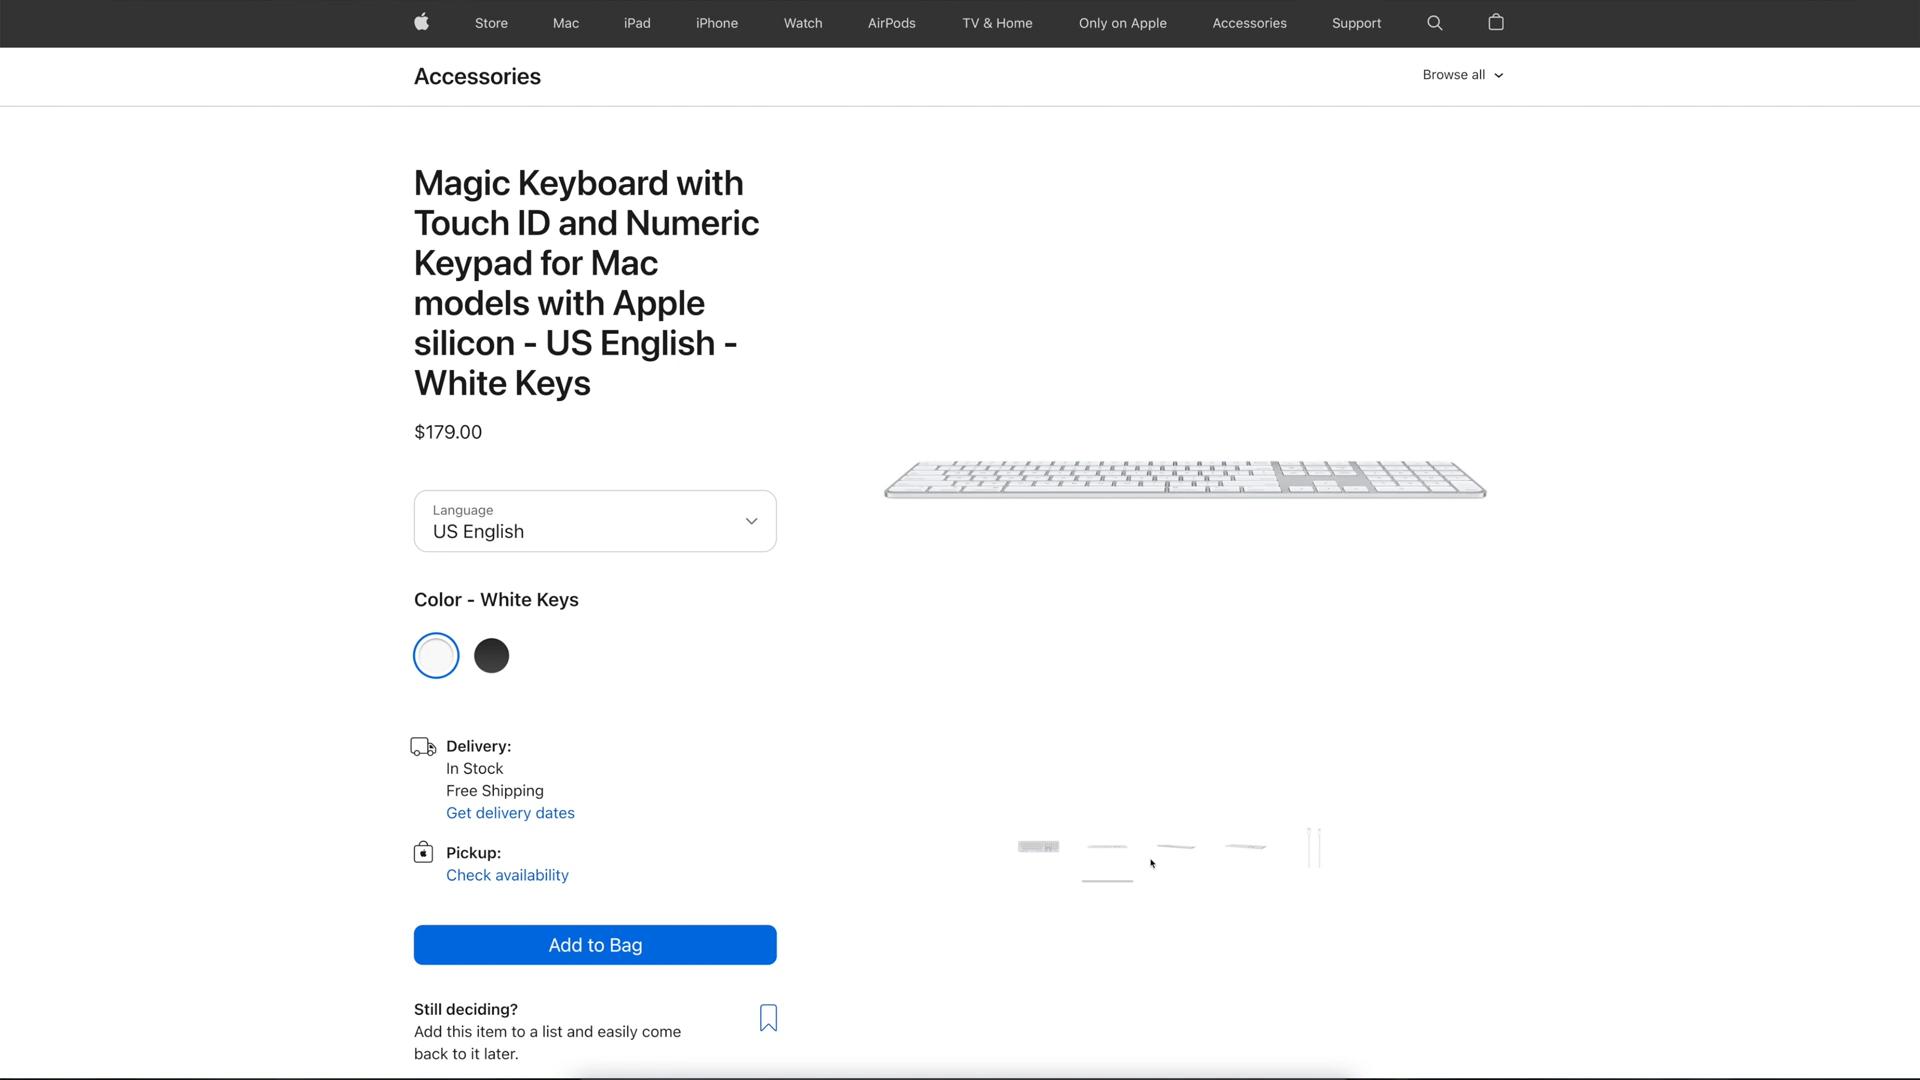 Store Mac iPad iPhone Watch AirPods TV & Home Only on Apple Accessories Support
Accessories
Browse all
Magic Keyboard with
Touch ID and Numeric
Keypad for Mac
models with Apple
silicon - US English -
White Keys
$179.00
Language
US English
Color - White Keys
Delivery:
In Stock
Free Shipping
Get delivery dates
Pickup:
Check availability
Add to Bag
Still deciding?
Add this item to a list and easily come
back to it later.